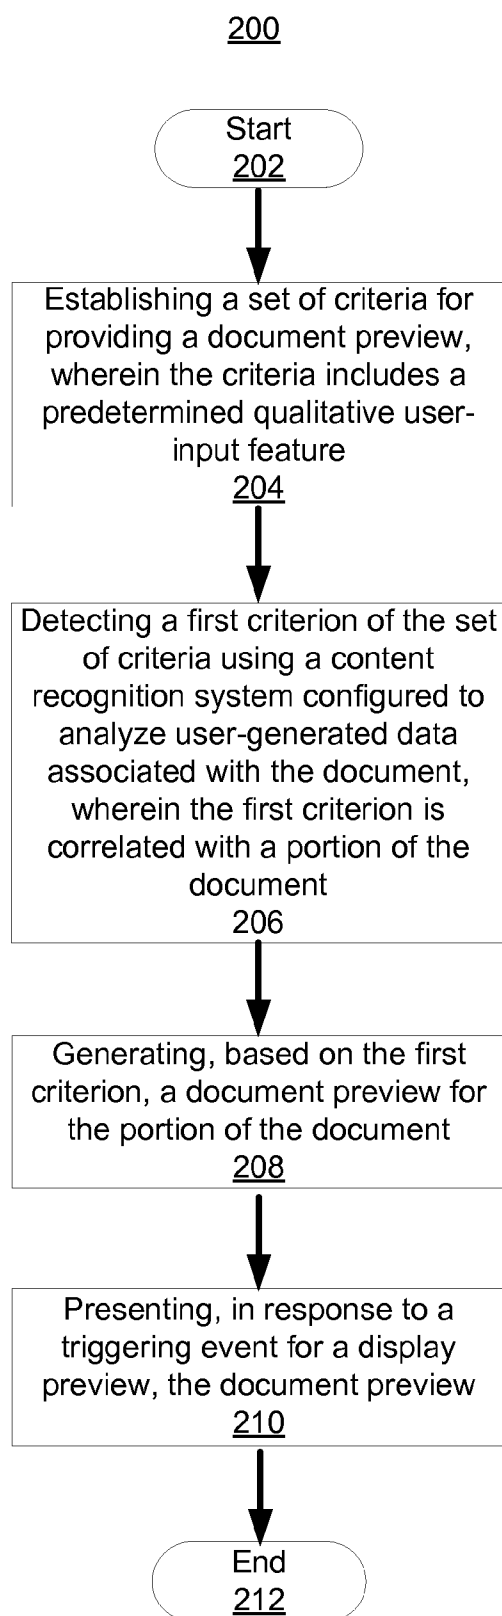 200
Start
202
Establishing a set of criteria for
providing a document preview,
wherein the criteria includes a
predetermined qualitative user-
input feature
204
Detecting a first criterion of the set
of criteria using a content
recognition system configured to
analyze user-generated data
associated with the document,
wherein the first criterion is
correlated with a portion of the
document
206
Generating, based on the first
criterion, a document preview for
the portion of the document
208
Presenting, in response to a
triggering event for a display
preview, the document preview
210
End
212